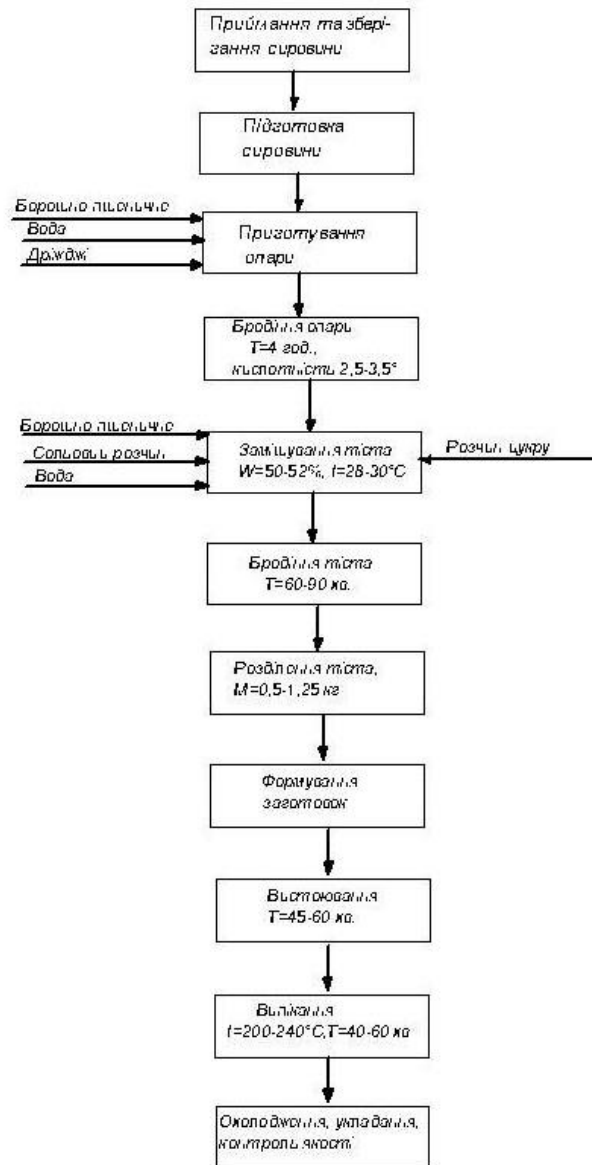 Приймання та збері-
гання сировини
Підготовка
сировини
Борошно пшеничне
Вода
Дріжджі
Приготування
опари
Бродіння опари
T=4 год.,
кислотність 2,5-3,5°
Борошно пшеничне
Сольовий розчин
Вода
Замішування тіста
W=50-52%, t=28-30°C
Розчин цукру
Бродіння тіста
T=60-90 хв.
Розділення тіста,
M=0,5-1,25 кг
Формування
заготовок
Вистоювання
T=45-60 хв.
Випікання
t=200-240°C,T=40-60 хв
Охолодження, укладання,
контроль якості